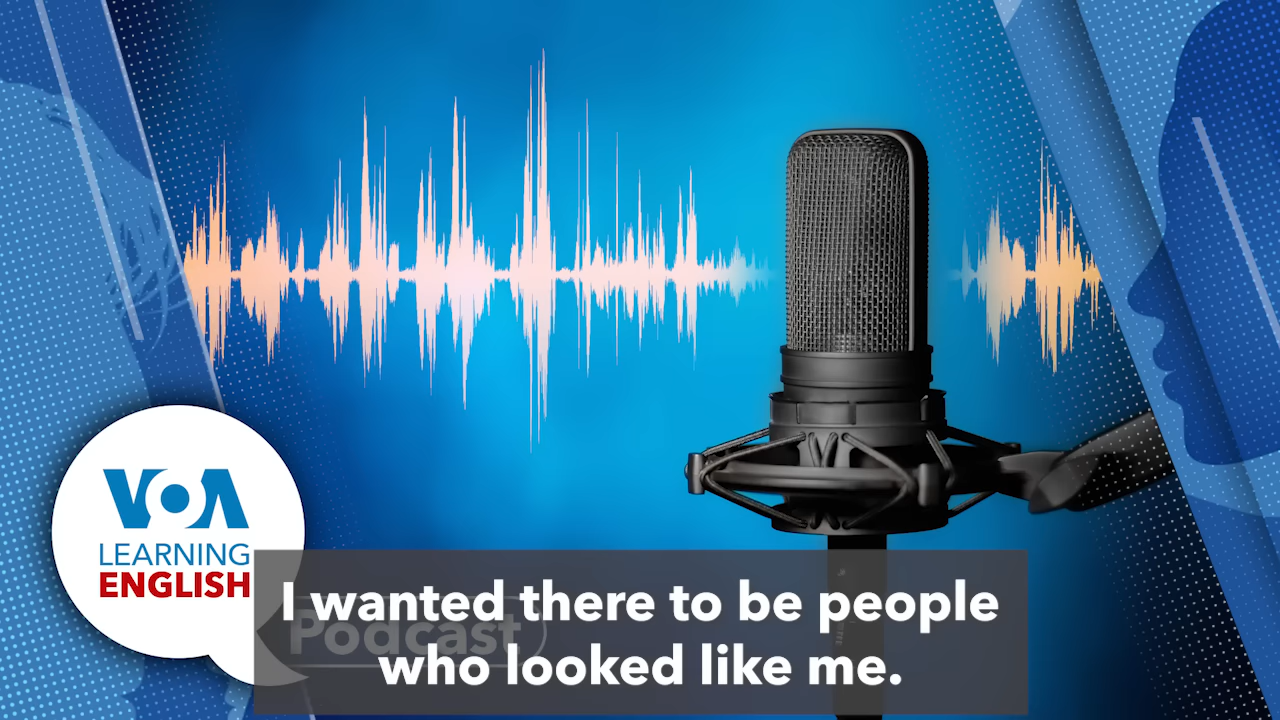 VOA
LEARNING
ENGLISH
Podcast
I wanted there to be people
who looked like me.